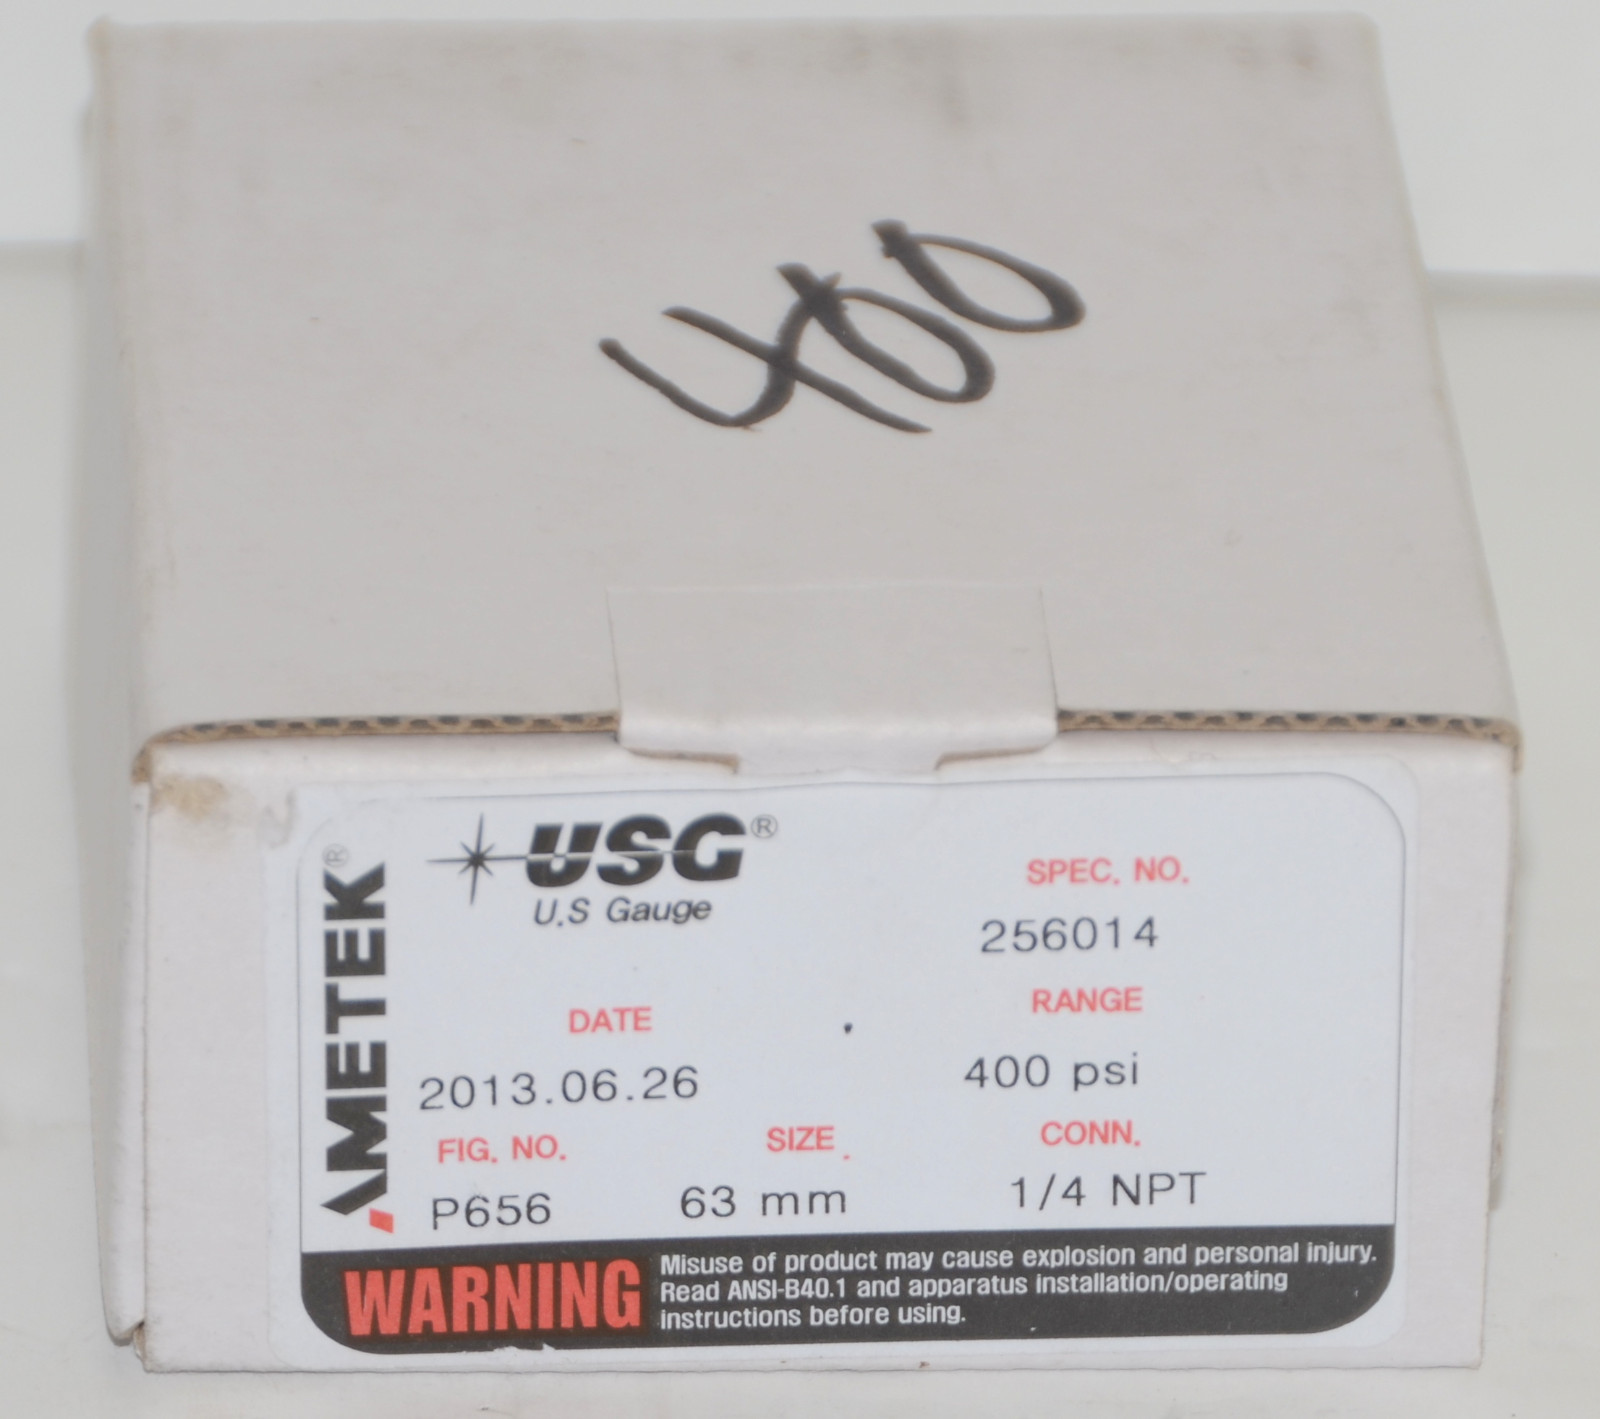 400
AMETEK®
USG®
U.S Gauge
SPEC. NO.
256014
DATE
RANGE
2013.06.26
400 psi
FIG. NO.
SIZE.
CONN.
P656
63 mm
1/4 NPT
WARNING
Misuse of product may cause explosion and personal injury.
Read ANSI-B40.1 and apparatus installation/operating
instructions before using.